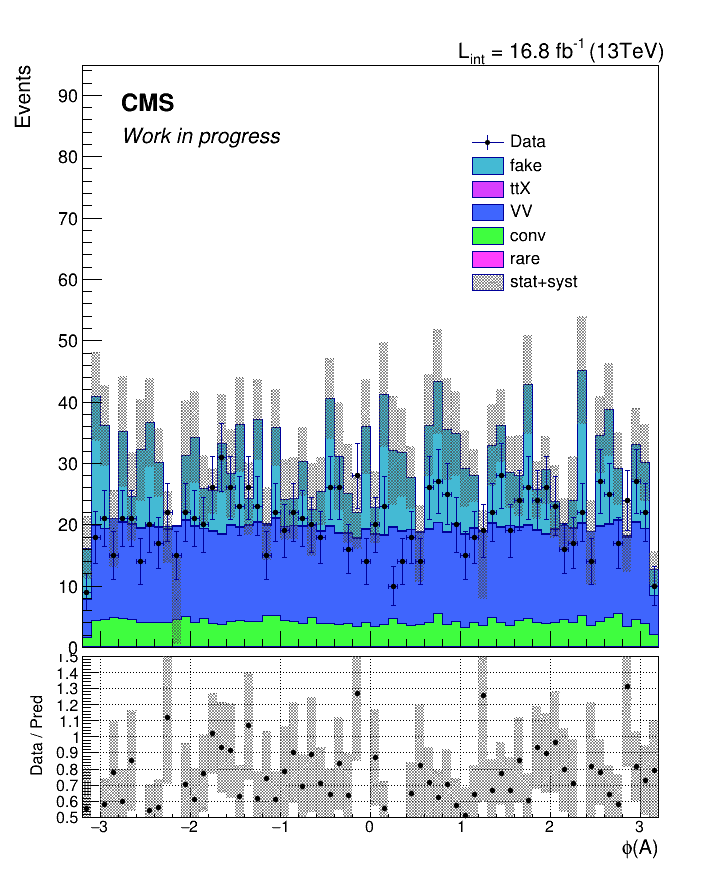 L_int = 16.8 fb^-1 (13TeV)
Events
CMS
Work in progress
Data
fake
ttX
VV
conv
rare
stat+syst
90
80
70
60
50
40
30
20
10
0
Data / Pred
1.5
1.4
1.3
1.2
1.1
1
0.9
0.8
0.7
0.6
0.5
−3 −2 −1 0 1 2 3
ϕ(A)